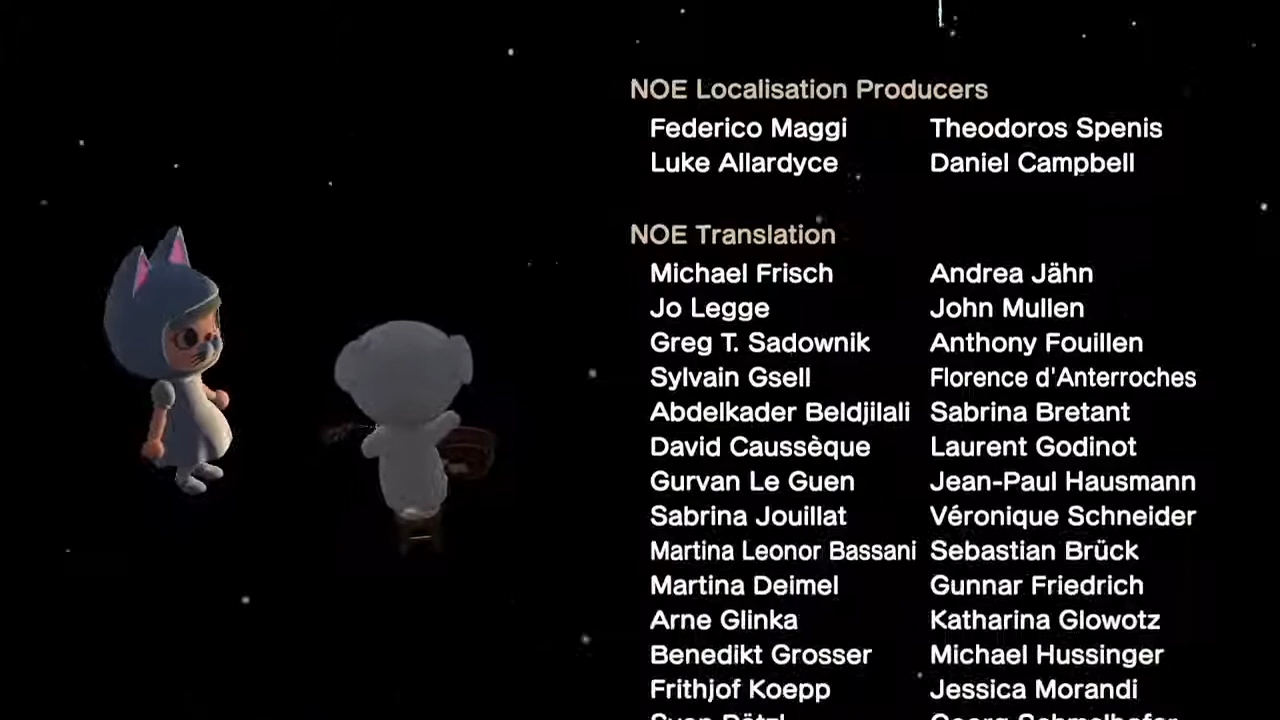 NOE Localisation Producers
Federico Maggi Theodoros Spenis
Luke Allardyce Daniel Campbell
NOE Translation
Michael Frisch Andrea Jähn
Jo Legge John Mullen
Greg T. Sadownik Anthony Fouillen
Sylvain Gsell Florence d'Anterroches
Abdelkader Beldjilali Sabrina Bretant
David Caussèque Laurent Godinot
Gurvan Le Guen Jean-Paul Hausmann
Sabrina Jouillat Véronique Schneider
Martina Leonor Bassani Sebastian Brück
Martina Deimel Gunnar Friedrich
Arne Glinka Katharina Glowotz
Benedikt Grosser Michael Hussinger
Frithjof Koepp Jessica Morandi